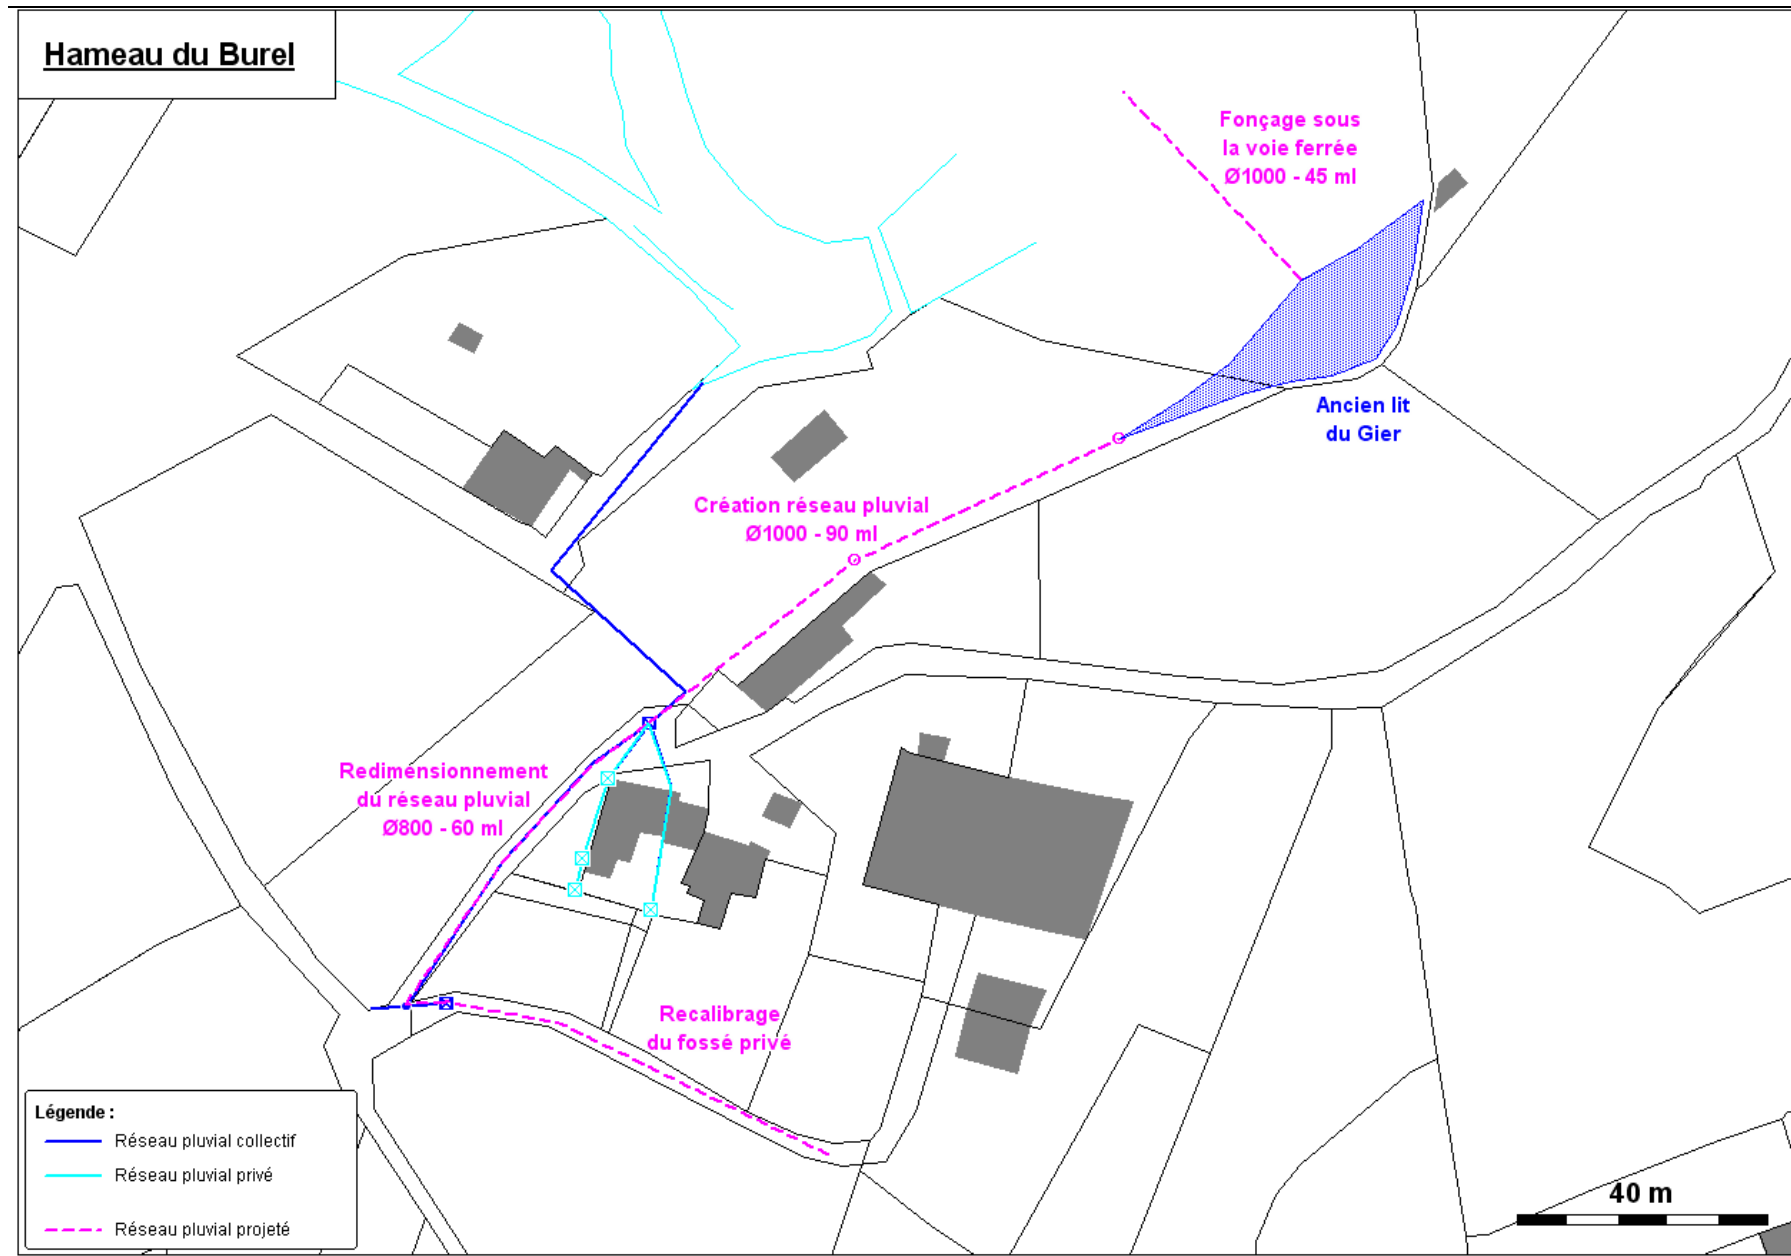 Hameau du Burel
Fonçage sous
la voie ferrée
Ø1000 - 45 ml
Ancien lit
du Gier
Création réseau pluvial
Ø1000 - 90 ml
Redimensionnement
du réseau pluvial
Ø800 - 60 ml
Recalibrage
du fossé privé
Légende :
Réseau pluvial collectif
Réseau pluvial privé
Réseau pluvial projeté
40 m